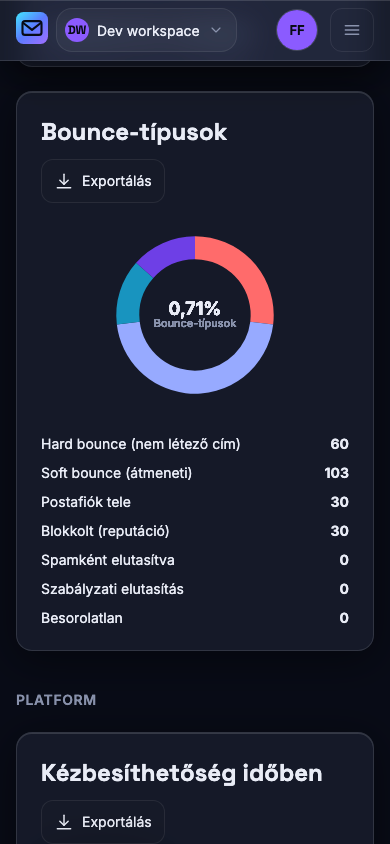 DW Dev workspace FF
Bounce-típusok
Exportálás
0,71%
Bounce-típusok
Hard bounce (nem létező cím) 60
Soft bounce (átmeneti) 103
Postafiók tele 30
Blokkolt (reputáció) 30
Spamként elutasítva 0
Szabályzati elutasítás 0
Besorolatlan 0
PLATFORM
Kézbesíthetőség időben
Exportálás